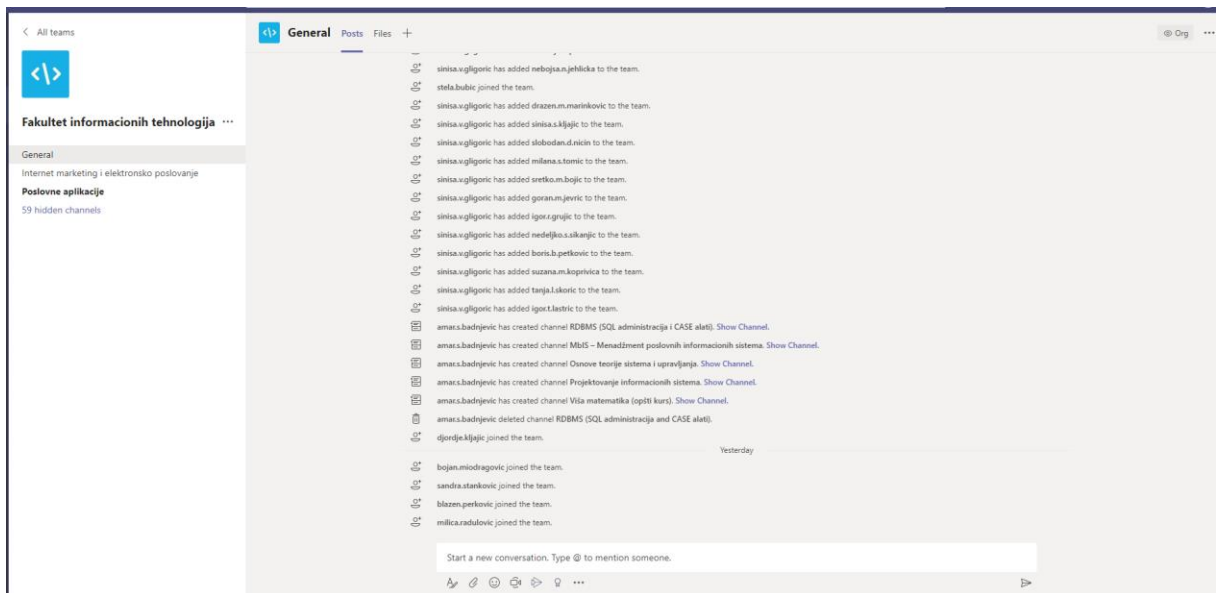 All teams
Fakultet informacionih tehnologija
General
Internet marketing i elektronsko poslovanje
Poslovne aplikacije
59 hidden channels
General Posts Files
Org
sinisa.v.gligoric has added nebojsa.n.jehlicka to the team.
stela.bubic joined the team.
sinisa.v.gligoric has added drazen.m.marinkovic to the team.
sinisa.v.gligoric has added sinisa.s.kljajic to the team.
sinisa.v.gligoric has added slobodan.d.nicin to the team.
sinisa.v.gligoric has added milana.s.tomic to the team.
sinisa.v.gligoric has added sretko.m.bojic to the team.
sinisa.v.gligoric has added goran.m.jevric to the team.
sinisa.v.gligoric has added igor.r.grujic to the team.
sinisa.v.gligoric has added nedeljko.s.sikanjic to the team.
sinisa.v.gligoric has added boris.b.petkovic to the team.
sinisa.v.gligoric has added suzana.m.koprivica to the team.
sinisa.v.gligoric has added tanja.l.skoric to the team.
sinisa.v.gligoric has added igor.t.lastric to the team.
amar.s.badnjevic has created channel RDBMS (SQL administracija i CASE alati). Show Channel.
amar.s.badnjevic has created channel MbIS – Menadžment poslovnih informacionih sistema. Show Channel.
amar.s.badnjevic has created channel Osnove teorije sistema i upravljanja. Show Channel.
amar.s.badnjevic has created channel Projektovanje informacionih sistema. Show Channel.
amar.s.badnjevic has created channel Viša matematika (opšti kurs). Show Channel.
amar.s.badnjevic deleted channel RDBMS (SQL administracija and CASE alati).
djordje.kljajic joined the team.
Yesterday
bojan.miodragovic joined the team.
sandra.stankovic joined the team.
blazen.perkovic joined the team.
milica.radulovic joined the team.
Start a new conversation. Type @ to mention someone.